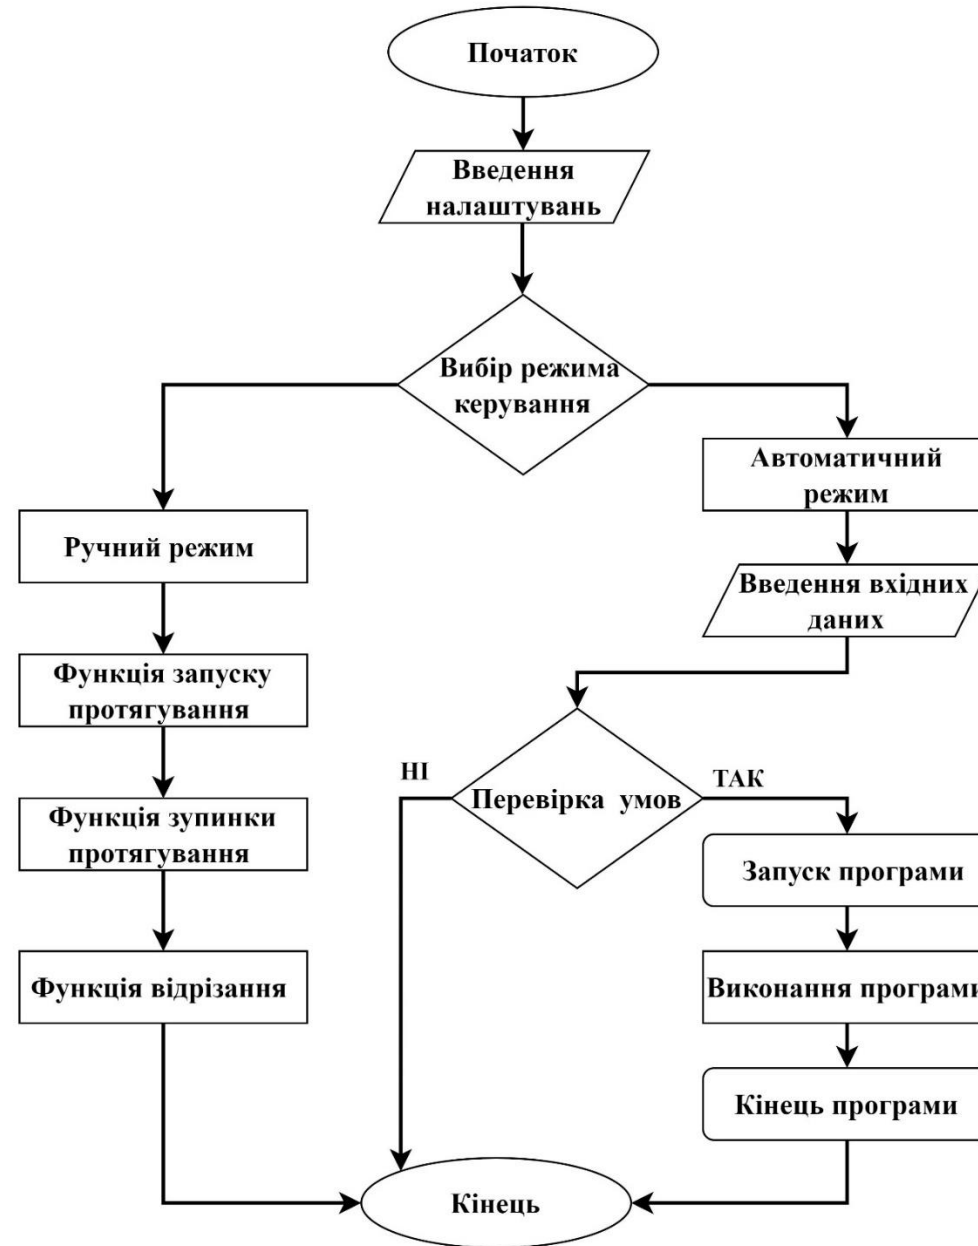 Початок
Введення
налаштувань
Вибір режима
керування
Автоматичний
режим
Ручний режим
Введення вхідних
даних
Функція запуску
протягування
НІ
ТАК
Перевірка умов
Функція зупинки
протягування
Запуск програми
Функція відрізання
Виконання програми
Кінець програми
Кінець